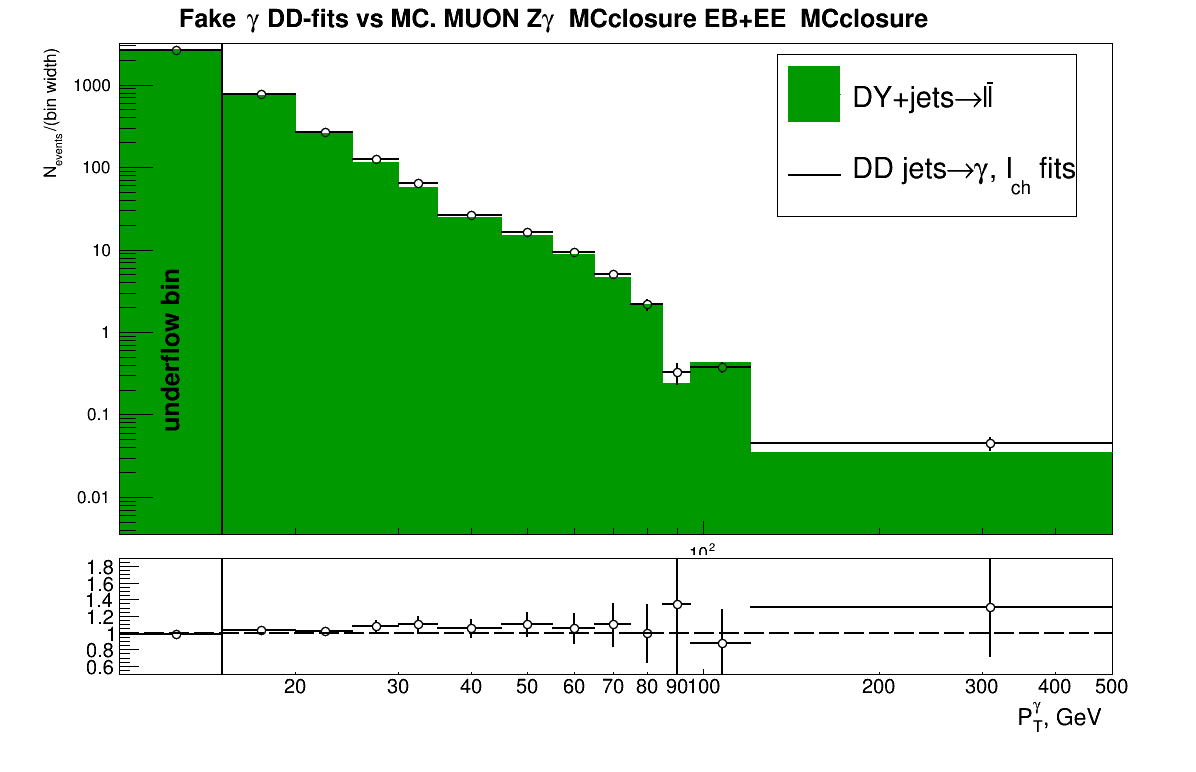 Fake γ DD-fits vs MC. MUON Zγ MCclosure EB+EE MCclosure
N_events /(bin width)
1000
100
10
1
0.1
0.01
underflow bin
DY+jets→ll̄
DD jets→γ, I_ch fits
10²
1.8
1.6
1.4
1.2
1
0.8
0.6
20 30 40 50 60 70 80 90 100 200 300 400 500
P_T^γ, GeV